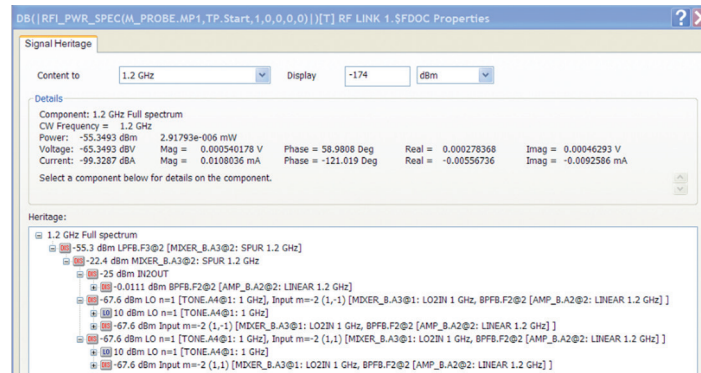 DB(|RFI_PWR_SPEC(M_PROBE.MP1,TP.Start,1,0,0,0,0)|)[T] RF LINK 1.$FDOC Properties
Signal Heritage
Content to 1.2 GHz Display -174 dBm
Details
Component: 1.2 GHz Full spectrum
CW Frequency = 1.2 GHz
Power: -55.3493 dBm 2.91793e-006 mW
Voltage: -65.3493 dBV Mag = 0.000540178 V Phase = 58.9808 Deg Real = 0.000278368 Imag = 0.00046293 V
Current: -99.3287 dBA Mag = 0.0108036 mA Phase = -121.019 Deg Real = -0.00556736 Imag = -0.0092586 mA
Select a component below for details on the component.
Heritage:
1.2 GHz Full spectrum
DIS -55.3 dBm LPFB.F3@2 [MIXER_B.A3@2: SPUR 1.2 GHz]
DIS -22.4 dBm MIXER_B.A3@2: SPUR 1.2 GHz
DIS -25 dBm IN2OUT
DIS -0.0111 dBm BPFB.F2@2 [AMP_B.A2@2: LINEAR 1.2 GHz]
DIS -67.6 dBm LO n=1 [TONE.A4@1: 1 GHz], Input m=-2 (1,-1) [MIXER_B.A3@1: LO2IN 1 GHz, BPFB.F2@2 [AMP_B.A2@2: LINEAR 1.2 GHz] ]
LO 10 dBm LO n=1 [TONE.A4@1: 1 GHz]
DIS -67.6 dBm Input m=-2 (1,-1) [MIXER_B.A3@1: LO2IN 1 GHz, BPFB.F2@2 [AMP_B.A2@2: LINEAR 1.2 GHz] ]
DIS -67.6 dBm LO n=1 [TONE.A4@1: 1 GHz], Input m=-2 (1,1) [MIXER_B.A3@1: LO2IN 1 GHz, BPFB.F2@2 [AMP_B.A2@2: LINEAR 1.2 GHz] ]
LO 10 dBm LO n=1 [TONE.A4@1: 1 GHz]
DIS -67.6 dBm Input m=-2 (1,1) [MIXER_B.A3@1: LO2IN 1 GHz, BPFB.F2@2 [AMP_B.A2@2: LINEAR 1.2 GHz] ]